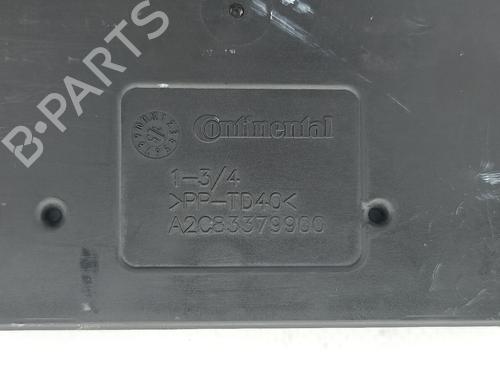 B-PARTS
Continental
1-3/4
>PP-TD40<
A2C83379900